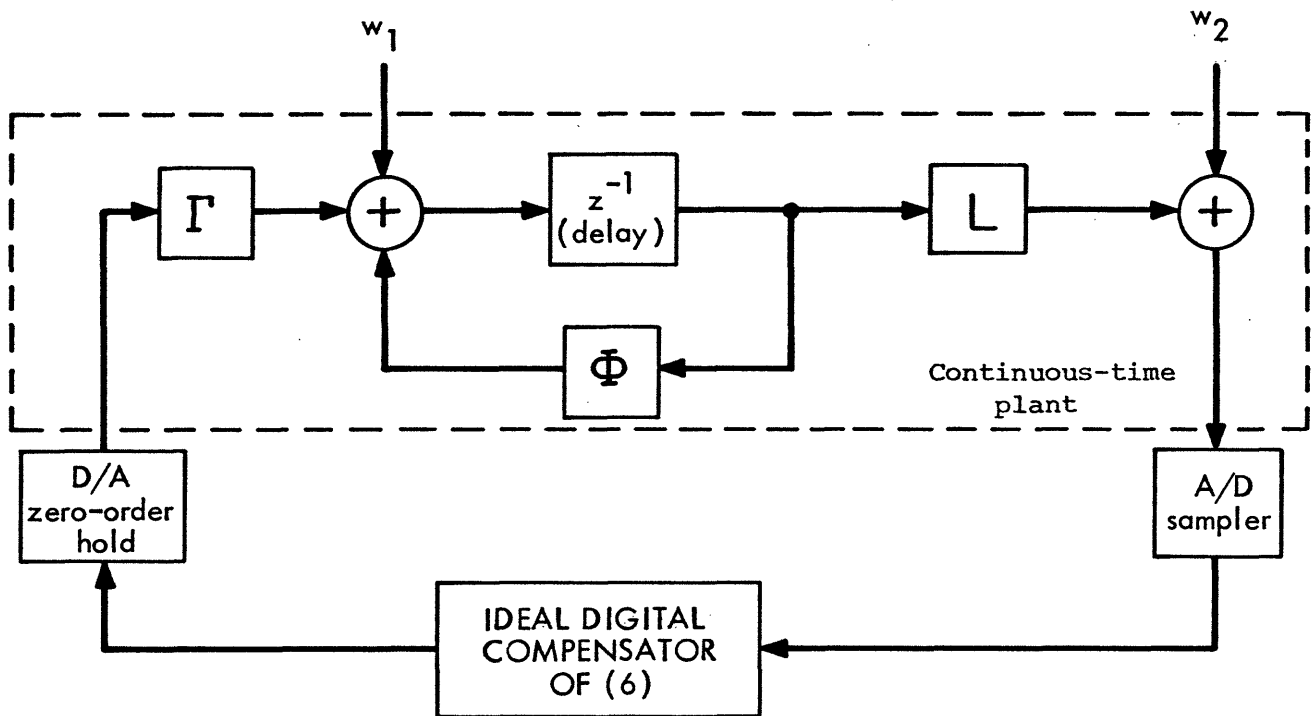 w1
w2
Γ
+
z⁻¹
(delay)
L
+
Φ
Continuous-time
plant
D/A
zero-order
hold
A/D
sampler
IDEAL DIGITAL
COMPENSATOR
OF (6)